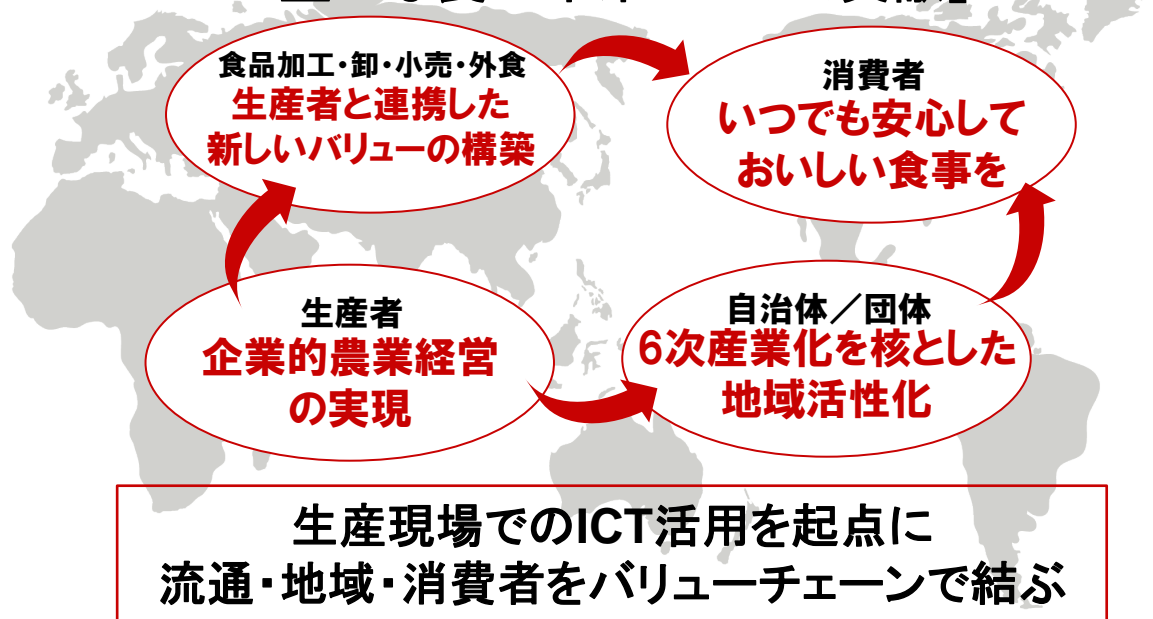 食品加工・卸・小売・外食
生産者と連携した
新しいバリューの構築
消費者
いつでも安心して
おいしい食事を
生産者
企業的農業経営
の実現
自治体／団体
6次産業化を核とした
地域活性化
生産現場でのICT活用を起点に
流通・地域・消費者をバリューチェーンで結ぶ